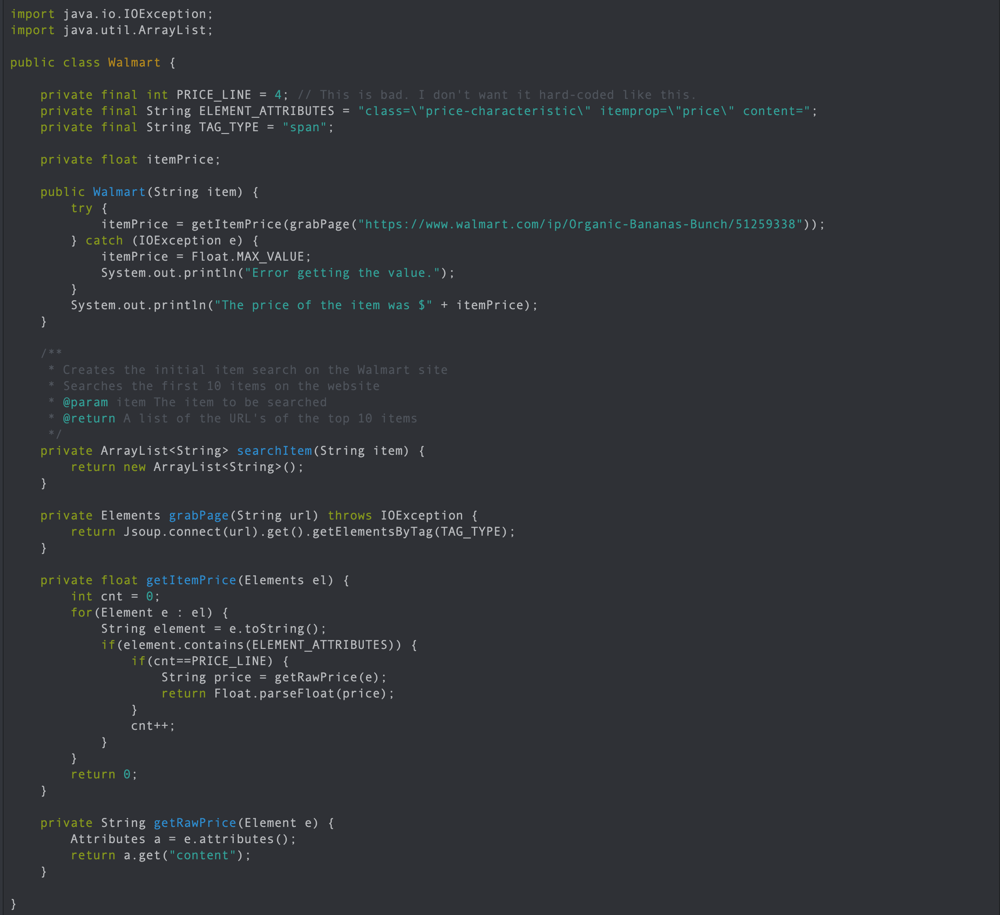 import java.io.IOException;
import java.util.ArrayList;

public class Walmart {

    private final int PRICE_LINE = 4; // This is bad. I don't want it hard-coded like this.
    private final String ELEMENT_ATTRIBUTES = "class=\"price-characteristic\" itemprop=\"price\" content=";
    private final String TAG_TYPE = "span";

    private float itemPrice;

    public Walmart(String item) {
        try {
            itemPrice = getItemPrice(grabPage("https://www.walmart.com/ip/Organic-Bananas-Bunch/51259338"));
        } catch (IOException e) {
            itemPrice = Float.MAX_VALUE;
            System.out.println("Error getting the value.");
        }
        System.out.println("The price of the item was $" + itemPrice);
    }

    /**
     * Creates the initial item search on the Walmart site
     * Searches the first 10 items on the website
     * @param item The item to be searched
     * @return A list of the URL's of the top 10 items
     */
    private ArrayList<String> searchItem(String item) {
        return new ArrayList<String>();
    }

    private Elements grabPage(String url) throws IOException {
        return Jsoup.connect(url).get().getElementsByTag(TAG_TYPE);
    }

    private float getItemPrice(Elements el) {
        int cnt = 0;
        for(Element e : el) {
            String element = e.toString();
            if(element.contains(ELEMENT_ATTRIBUTES)) {
                if(cnt==PRICE_LINE) {
                    String price = getRawPrice(e);
                    return Float.parseFloat(price);
                }
                cnt++;
            }
        }
        return 0;
    }

    private String getRawPrice(Element e) {
        Attributes a = e.attributes();
        return a.get("content");
    }

}